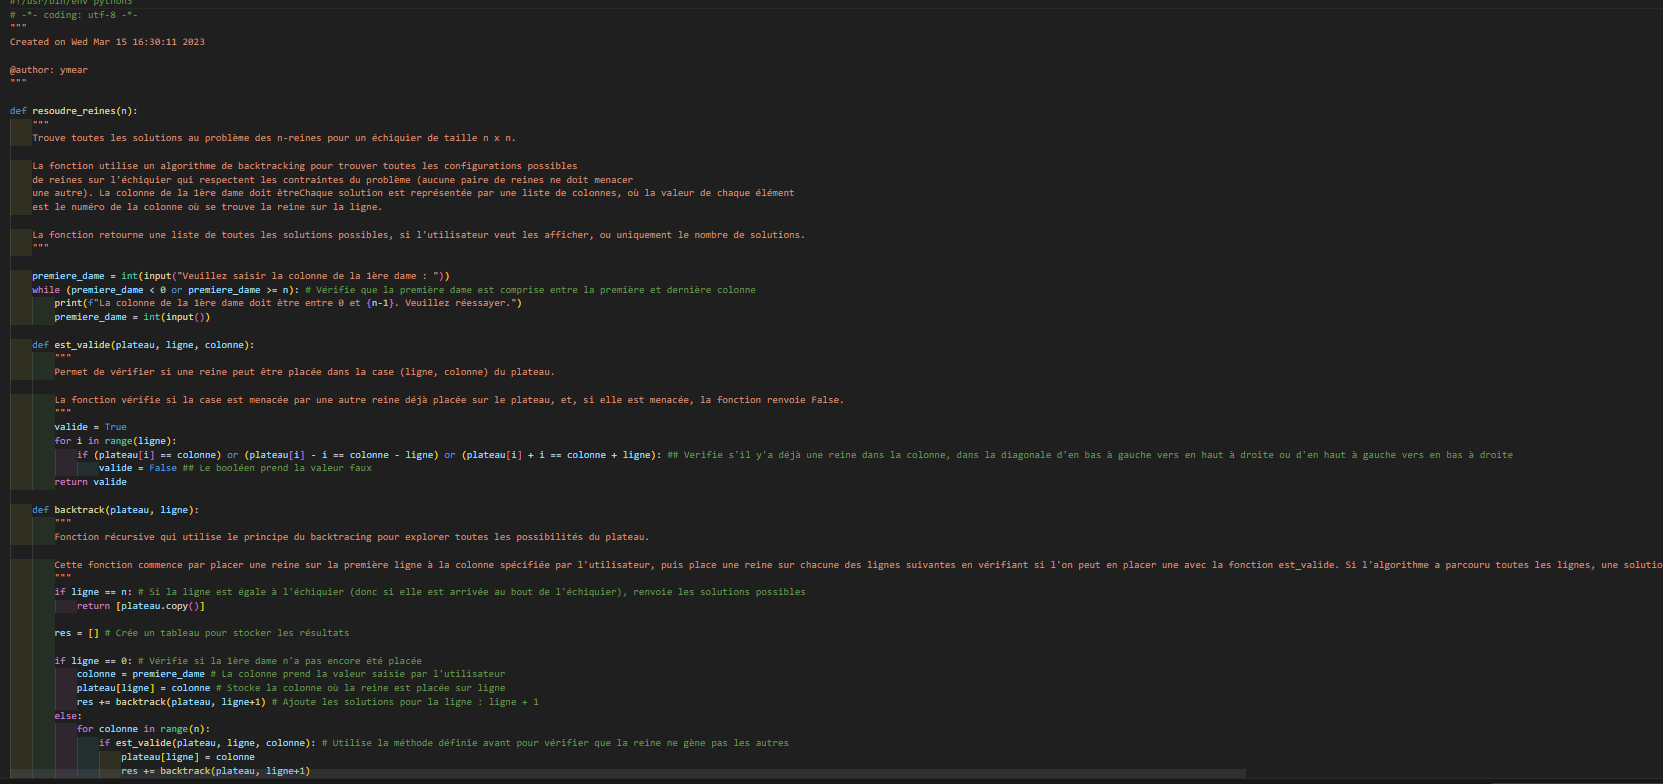 #!/usr/bin/env python3
# -*- coding: utf-8 -*-
"""
Created on Wed Mar 15 16:30:11 2023

@author: ymear
"""

def resoudre_reines(n):
    """
    Trouve toutes les solutions au problème des n-reines pour un échiquier de taille n x n.

    La fonction utilise un algorithme de backtracking pour trouver toutes les configurations possibles
    de reines sur l'échiquier qui respectent les contraintes du problème (aucune paire de reines ne doit menacer
    une autre). La colonne de la 1ère dame doit êtreChaque solution est représentée par une liste de colonnes, où la valeur de chaque élément
    est le numéro de la colonne où se trouve la reine sur la ligne.

    La fonction retourne une liste de toutes les solutions possibles, si l'utilisateur veut les afficher, ou uniquement le nombre de solutions.
    """

    premiere_dame = int(input("Veuillez saisir la colonne de la 1ère dame : "))
    while (premiere_dame < 0 or premiere_dame >= n): # Vérifie que la première dame est comprise entre la première et dernière colonne
        print(f"La colonne de la 1ère dame doit être entre 0 et {n-1}. Veuillez réessayer.")
        premiere_dame = int(input())

    def est_valide(plateau, ligne, colonne):
        """
        Permet de vérifier si une reine peut être placée dans la case (ligne, colonne) du plateau.

        La fonction vérifie si la case est menacée par une autre reine déjà placée sur le plateau, et, si elle est menacée, la fonction renvoie False.
        """
        valide = True
        for i in range(ligne):
            if (plateau[i] == colonne) or (plateau[i] - i == colonne - ligne) or (plateau[i] + i == colonne + ligne): ## Verifie s'il y'a déjà une reine dans la colonne, dans la diagonale d'en bas à gauche vers en haut à droite ou d'en haut à gauche vers en bas à droite
                valide = False ## Le booléen prend la valeur faux
        return valide

    def backtrack(plateau, ligne):
        """
        Fonction récursive qui utilise le principe du backtracing pour explorer toutes les possibilités du plateau.

        Cette fonction commence par placer une reine sur la première ligne à la colonne spécifiée par l'utilisateur, puis place une reine sur chacune des lignes suivantes en vérifiant si l'on peut en placer une avec la fonction est_valide. Si l'algorithme a parcouru toutes les lignes, une solutio
        """
        if ligne == n: # Si la ligne est égale à l'échiquier (donc si elle est arrivée au bout de l'échiquier), renvoie les solutions possibles
            return [plateau.copy()]

        res = [] # Crée un tableau pour stocker les résultats

        if ligne == 0: # Vérifie si la 1ère dame n'a pas encore été placée
            colonne = premiere_dame # La colonne prend la valeur saisie par l'utilisateur
            plateau[ligne] = colonne # Stocke la colonne où la reine est placée sur ligne
            res += backtrack(plateau, ligne+1) # Ajoute les solutions pour la ligne : ligne + 1
        else:
            for colonne in range(n):
                if est_valide(plateau, ligne, colonne): # Utilise la méthode définie avant pour vérifier que la reine ne gène pas les autres
                    plateau[ligne] = colonne
                    res += backtrack(plateau, ligne+1)